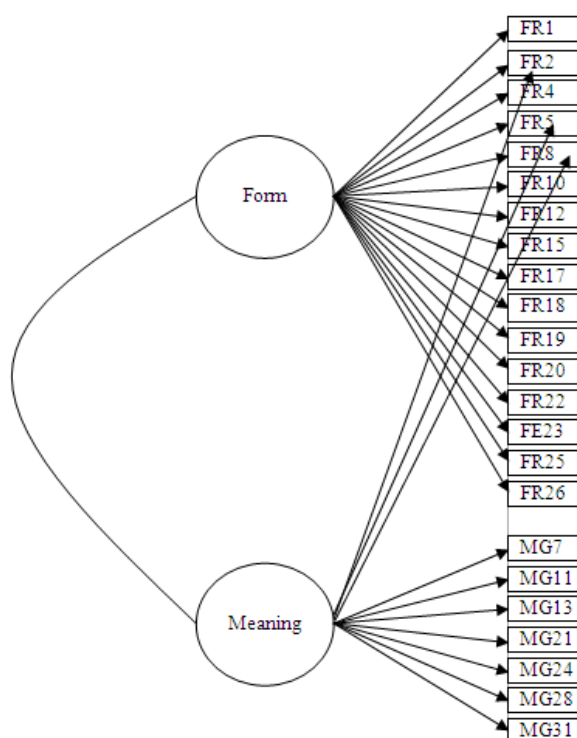 FR1
FR2
FR4
FR5
FR8
Form
FR10
FR12
FR15
FR17
FR18
FR19
FR20
FR22
FE23
FR25
FR26
MG7
MG11
MG13
Meaning
MG21
MG24
MG28
MG31